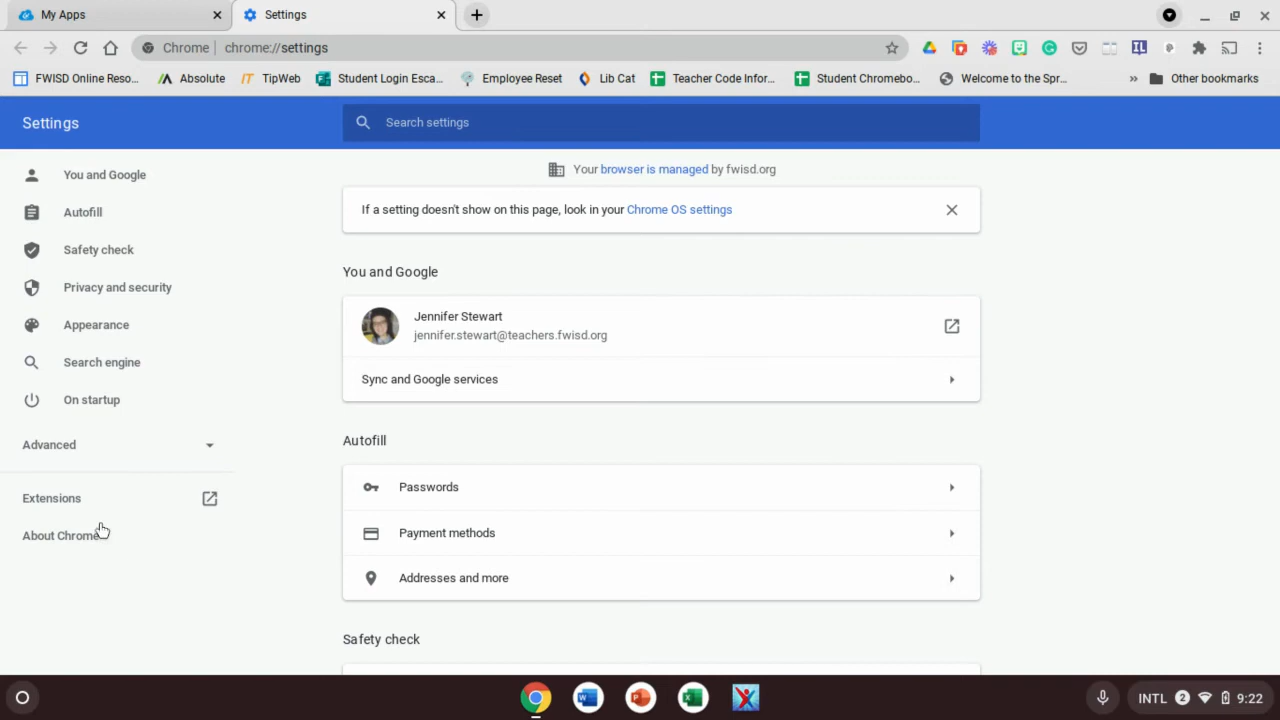 My Apps
Settings
Chrome | chrome://settings
FWISD Online Reso...
Absolute
TipWeb
Student Login Esca...
Employee Reset
Lib Cat
Teacher Code Infor...
Student Chromebo...
Welcome to the Spr...
»
Other bookmarks
Settings
Search settings
You and Google
Autofill
Safety check
Privacy and security
Appearance
Search engine
On startup
Advanced
Extensions
About Chrome
Your browser is managed by fwisd.org
If a setting doesn't show on this page, look in your Chrome OS settings
You and Google
Jennifer Stewart
jennifer.stewart@teachers.fwisd.org
Sync and Google services
Autofill
Passwords
Payment methods
Addresses and more
Safety check
INTL 2 9:22